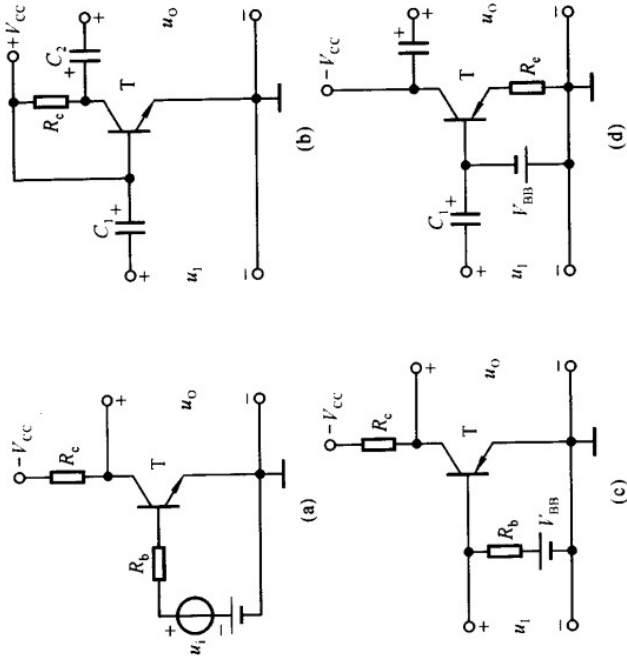 -V_CC
R_c
+
T
R_b
+
u_i
-
u_O
-
(a)
+V_CC
R_c
C_2
+
+
T
C_1
+
+
u_I
-
u_O
-
(b)
-V_CC
R_c
+
T
+
R_b
V_BB
u_I
-
u_O
-
(c)
-V_CC
+
T
C_1
+
+
R_e
V_BB
u_I
-
u_O
-
(d)